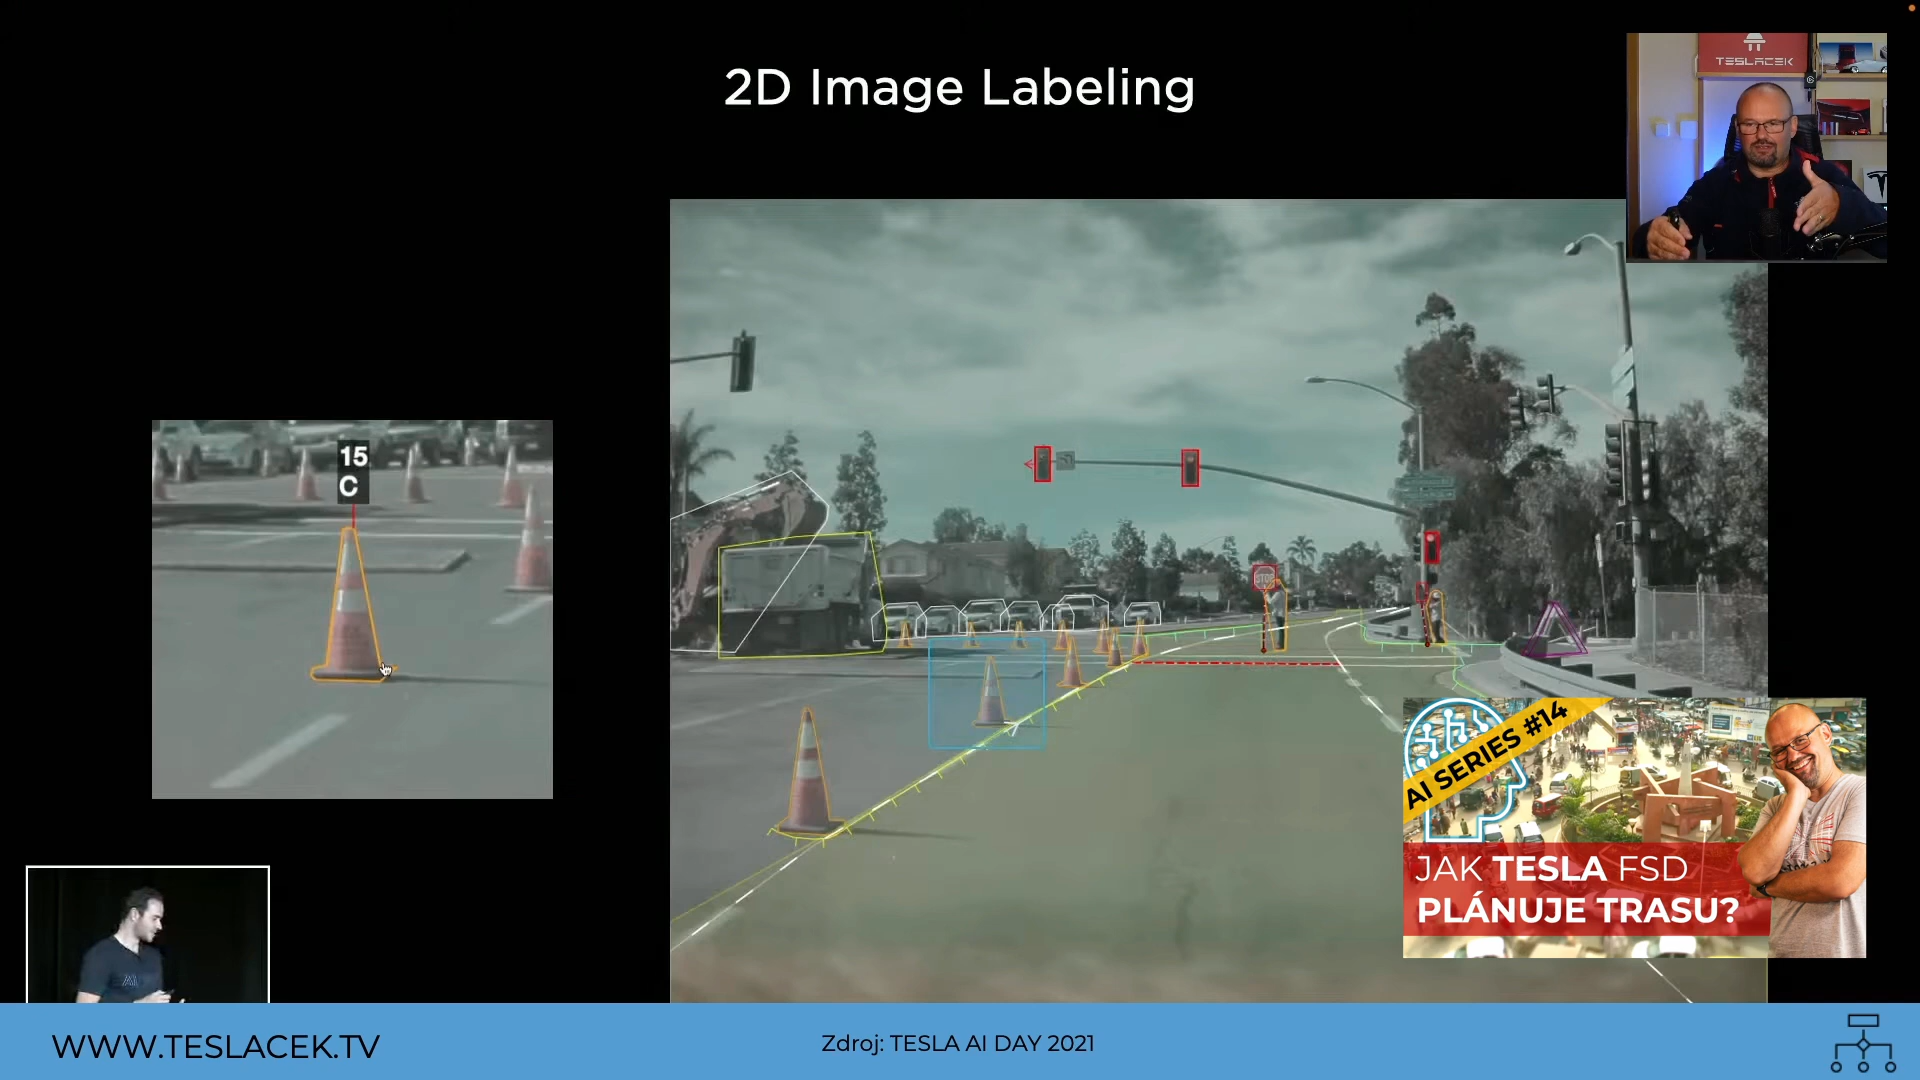 2D Image Labeling
TESLACEK
15
C
STOP
AI SERIES #14
JAK TESLA FSD
PLÁNUJE TRASU?
WWW.TESLACEK.TV
Zdroj: TESLA AI DAY 2021